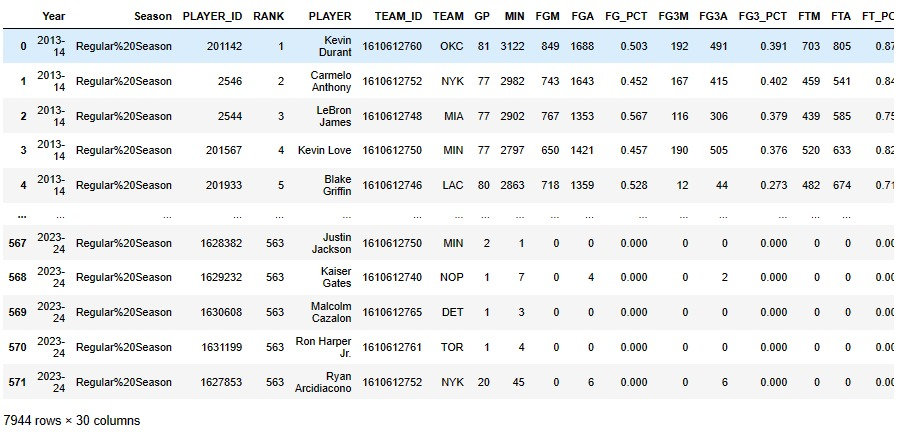 Year Season PLAYER_ID RANK PLAYER TEAM_ID TEAM GP MIN FGM FGA FG_PCT FG3M FG3A FG3_PCT FTM FTA FT_PC
0 2013-14 Regular%20Season 201142 1 Kevin Durant 1610612760 OKC 81 3122 849 1688 0.503 192 491 0.391 703 805 0.87
1 2013-14 Regular%20Season 2546 2 Carmelo Anthony 1610612752 NYK 77 2982 743 1643 0.452 167 415 0.402 459 541 0.84
2 2013-14 Regular%20Season 2544 3 LeBron James 1610612748 MIA 77 2902 767 1353 0.567 116 306 0.379 439 585 0.75
3 2013-14 Regular%20Season 201567 4 Kevin Love 1610612750 MIN 77 2797 650 1421 0.457 190 505 0.376 520 633 0.82
4 2013-14 Regular%20Season 201933 5 Blake Griffin 1610612746 LAC 80 2863 718 1359 0.528 12 44 0.273 482 674 0.71
... ... ... ... ... ... ... ... ... ... ... ... ... ... ... ... ... ...
567 2023-24 Regular%20Season 1628382 563 Justin Jackson 1610612750 MIN 2 1 0 0 0.000 0 0 0.000 0 0 0.00
568 2023-24 Regular%20Season 1629232 563 Kaiser Gates 1610612740 NOP 1 7 0 4 0.000 0 2 0.000 0 0 0.00
569 2023-24 Regular%20Season 1630608 563 Malcolm Cazalon 1610612765 DET 1 3 0 0 0.000 0 0 0.000 0 0 0.00
570 2023-24 Regular%20Season 1631199 563 Ron Harper Jr. 1610612761 TOR 1 4 0 0 0.000 0 0 0.000 0 0 0.00
571 2023-24 Regular%20Season 1627853 563 Ryan Arcidiacono 1610612752 NYK 20 45 0 6 0.000 0 6 0.000 0 0 0.00
7944 rows × 30 columns